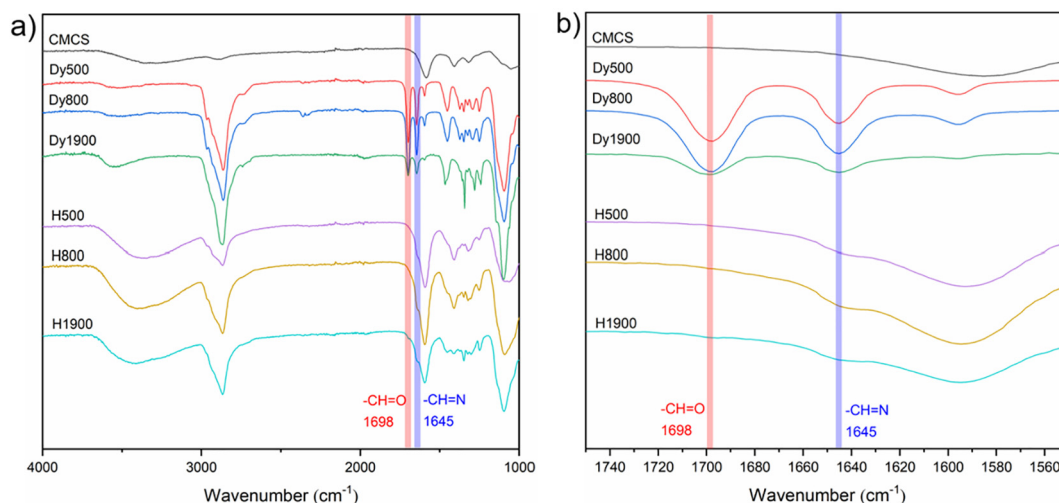 a)
CMCS
Dy500
Dy800
Dy1900
H500
H800
H1900
-CH=O
1698
-CH=N
1645
4000
3000
2000
1000
Wavenumber (cm⁻¹)
b)
CMCS
Dy500
Dy800
Dy1900
H500
H800
H1900
-CH=O
1698
-CH=N
1645
1740
1720
1700
1680
1660
1640
1620
1600
1580
1560
Wavenumber (cm⁻¹)